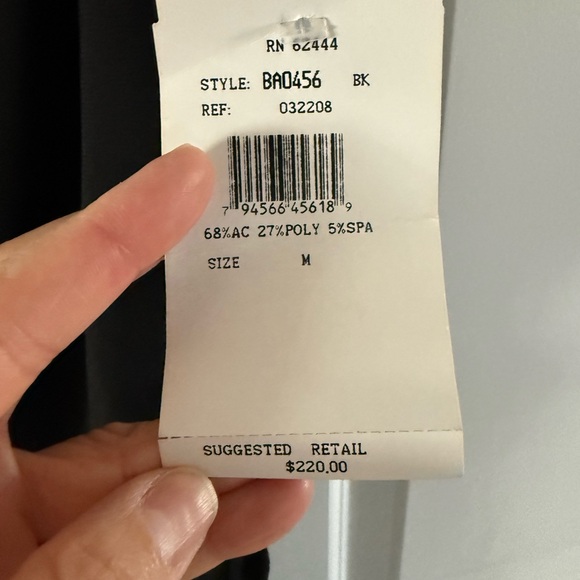 RN 62444
STYLE: BA0456 BK
REF: 032208
7 94566 45618 9
68%AC 27%POLY 5%SPA
SIZE M
SUGGESTED RETAIL
$220.00